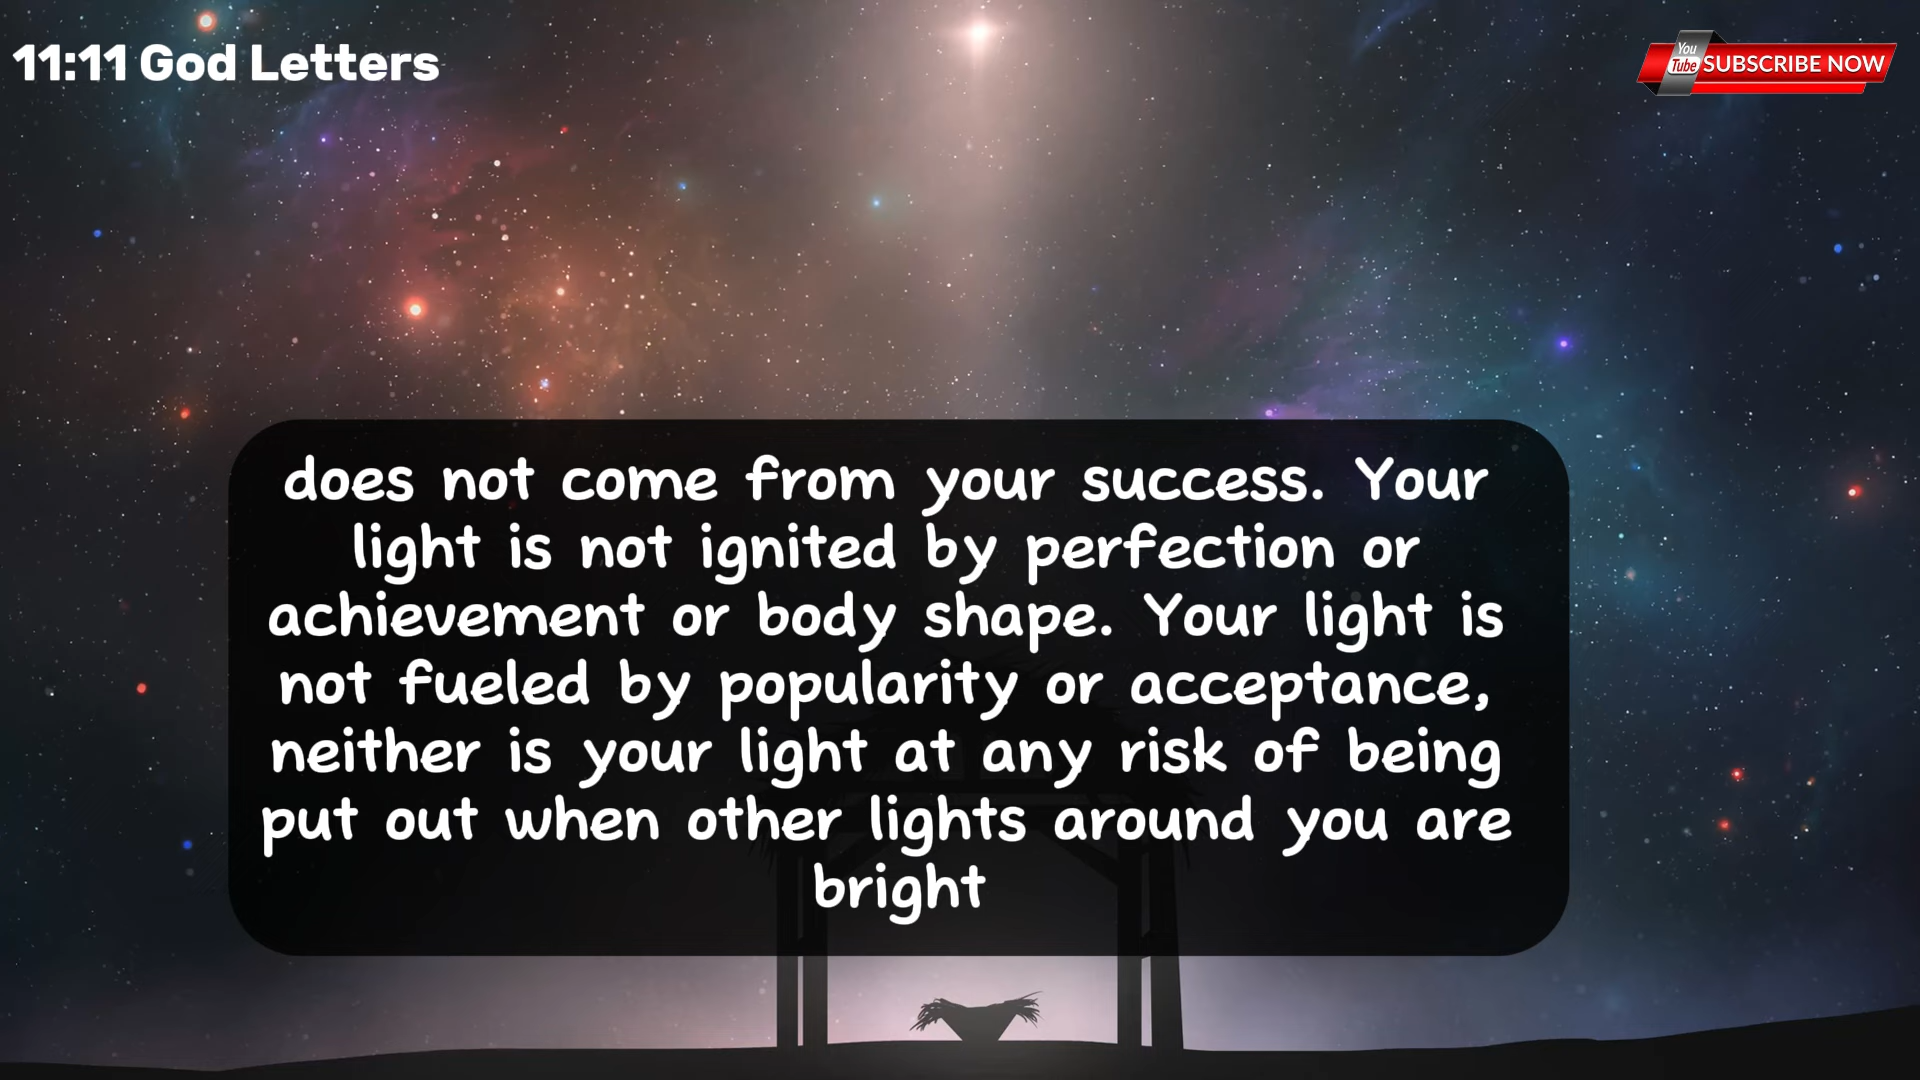 11:11 God Letters
You
Tube
SUBSCRIBE NOW
does not come from your success. Your
light is not ignited by perfection or
achievement or body shape. Your light is
not fueled by popularity or acceptance,
neither is your light at any risk of being
put out when other lights around you are
bright